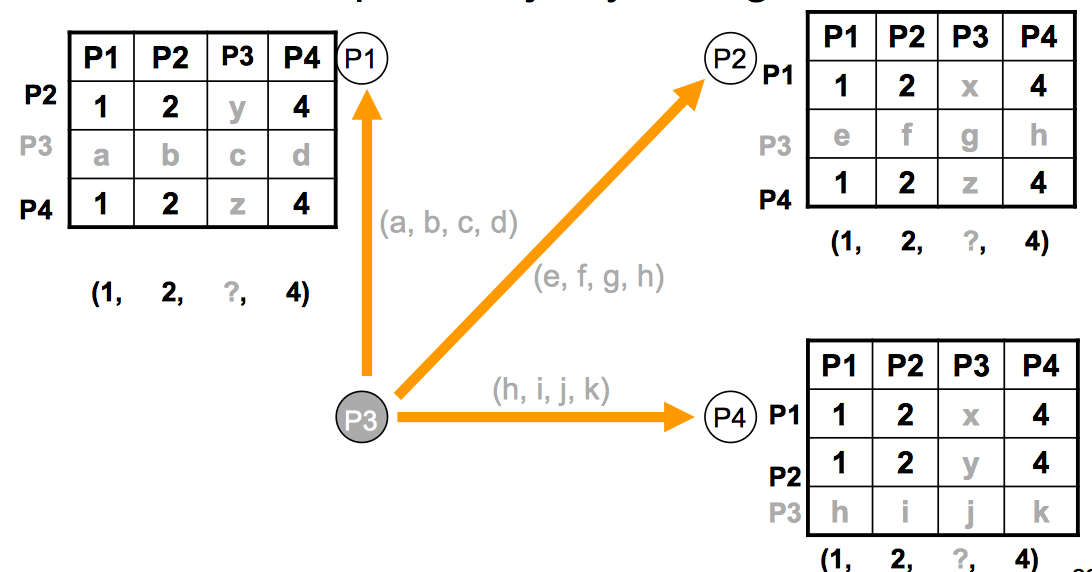 P1 P2 P3 P4
P2 1 2 y 4
P3 a b c d
P4 1 2 z 4
(1, 2, ?, 4)
P1
(a, b, c, d)
P2
(e, f, g, h)
P3
(h, i, j, k)
P4
P1 P2 P3 P4
P1 1 2 x 4
P3 e f g h
P4 1 2 z 4
(1, 2, ?, 4)
P1 P2 P3 P4
P1 1 2 x 4
P2 1 2 y 4
P3 h i j k
(1, 2, ?, 4)